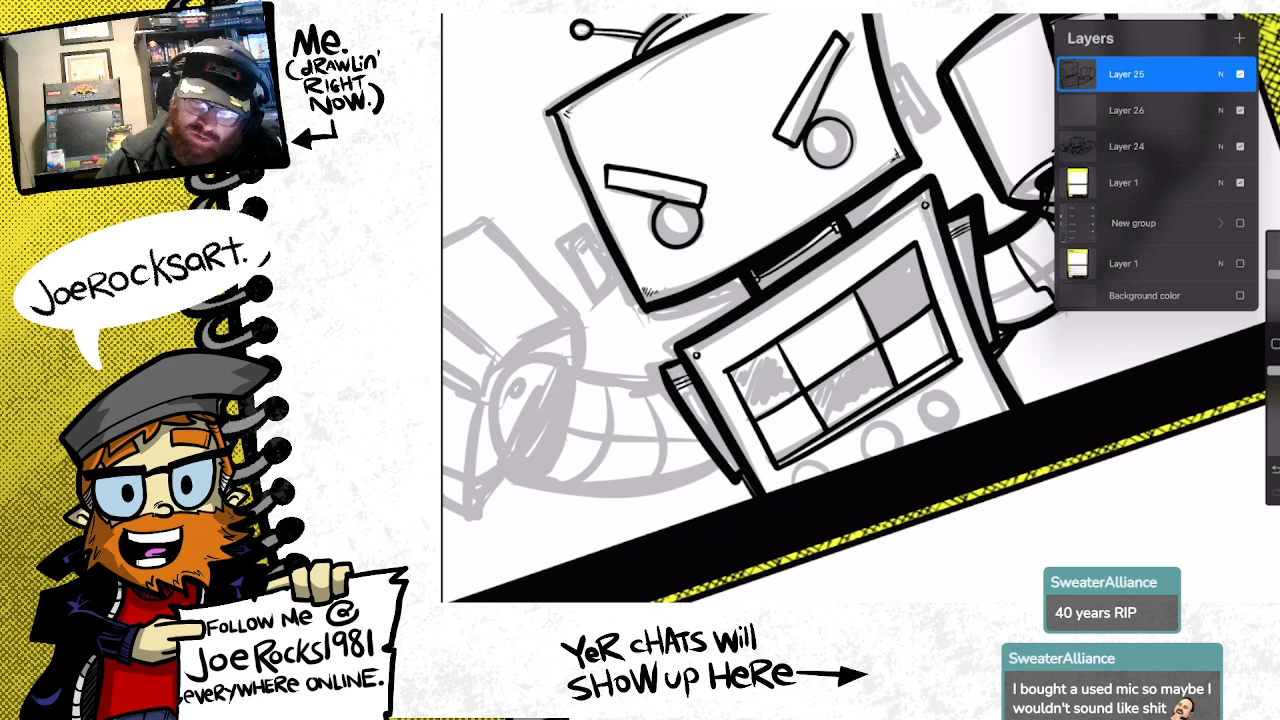 Me.
(dRAWLiN'
RiGHT
NOW.)
JoeRocksart.
FOLLOW Me @
JoeRocks1981
eveRYWHeRe ONLiNe.
Layers
Layer 25 N
Layer 26 N
Layer 24 N
Layer 1 N
New group
Layer 1 N
Background color
YeR cHATS Will
SHOW up HeRe
SweaterAlliance
40 years RIP
SweaterAlliance
I bought a used mic so maybe I
wouldn't sound like shit